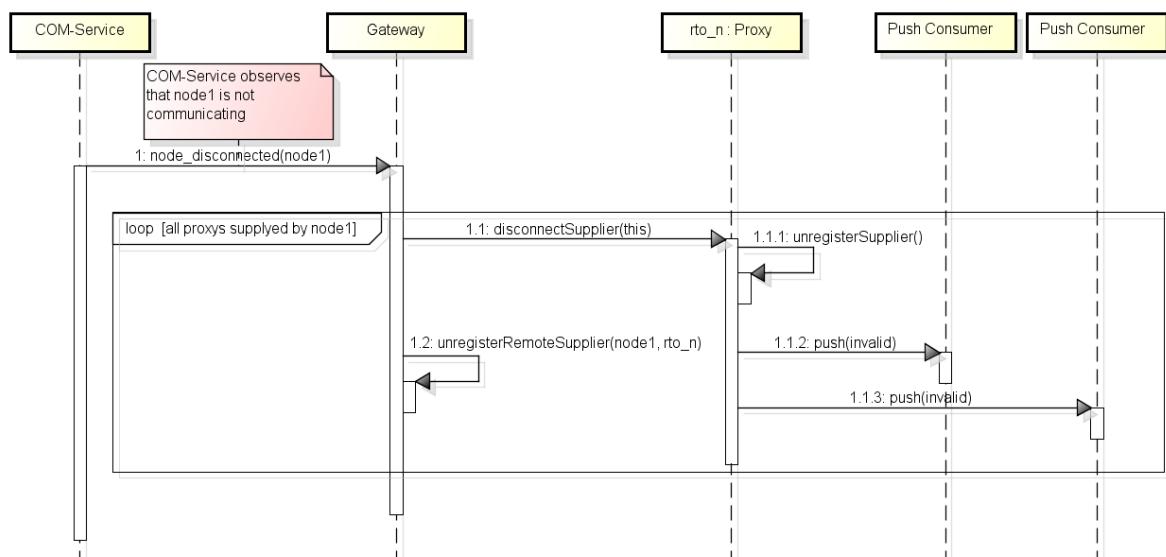 COM-Service
Gateway
rto_n : Proxy
Push Consumer
Push Consumer
COM-Service observes
that node1 is not
communicating
1: node_disconnected(node1)
loop [all proxys supplyed by node1]
1.1: disconnectSupplier(this)
1.1.1: unregisterSupplier()
1.2: unregisterRemoteSupplier(node1, rto_n)
1.1.2: push(invalid)
1.1.3: push(invalid)